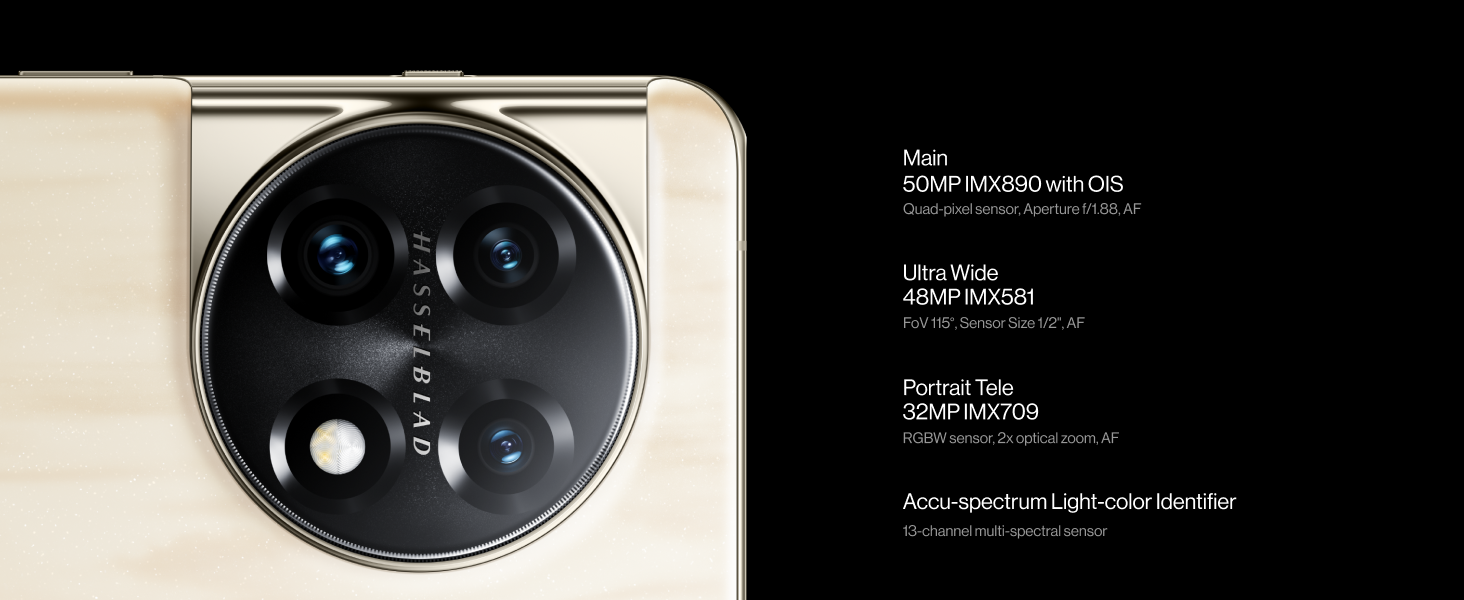 HASSELBLAD
Main
50MP IMX890 with OIS
Quad-pixel sensor, Aperture f/1.88, AF
Ultra Wide
48MP IMX581
FoV 115°, Sensor Size 1/2", AF
Portrait Tele
32MP IMX709
RGBW sensor, 2x optical zoom, AF
Accu-spectrum Light-color Identifier
13-channel multi-spectral sensor